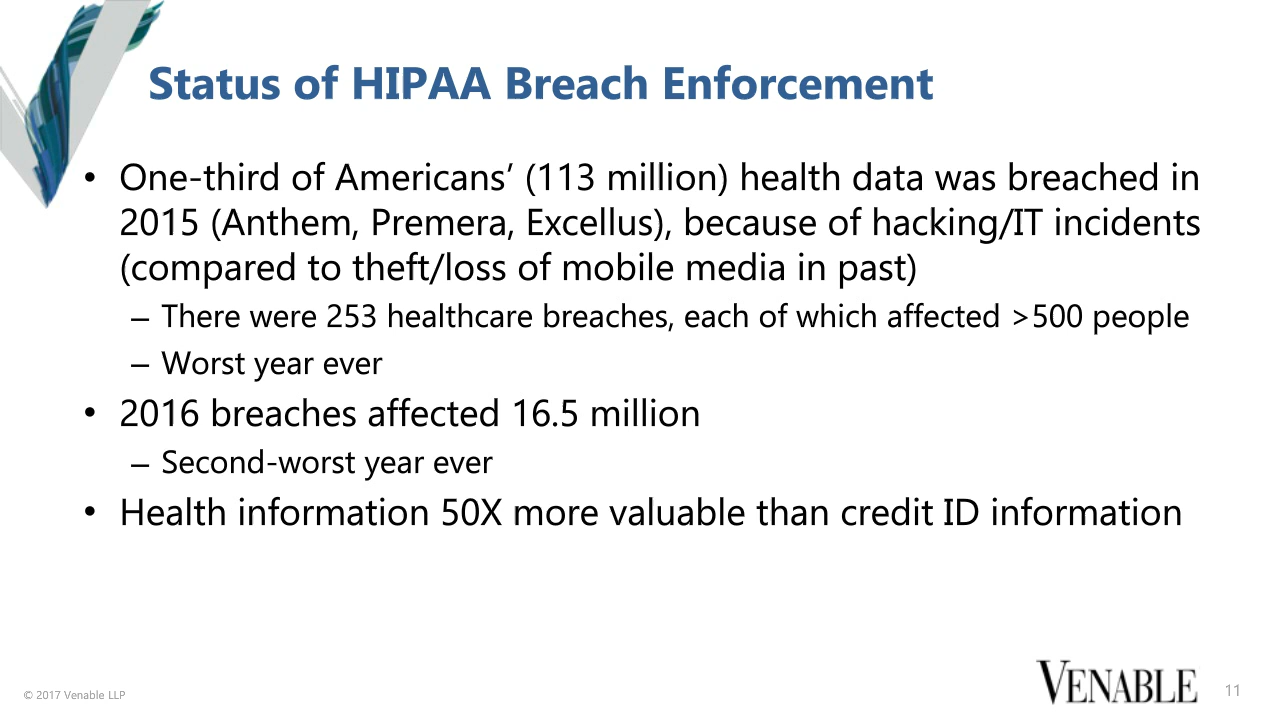 Status of HIPAA Breach Enforcement
• One-third of Americans’ (113 million) health data was breached in
2015 (Anthem, Premera, Excellus), because of hacking/IT incidents
(compared to theft/loss of mobile media in past)
– There were 253 healthcare breaches, each of which affected >500 people
– Worst year ever
• 2016 breaches affected 16.5 million
– Second-worst year ever
• Health information 50X more valuable than credit ID information
© 2017 Venable LLP
VENABLE
11